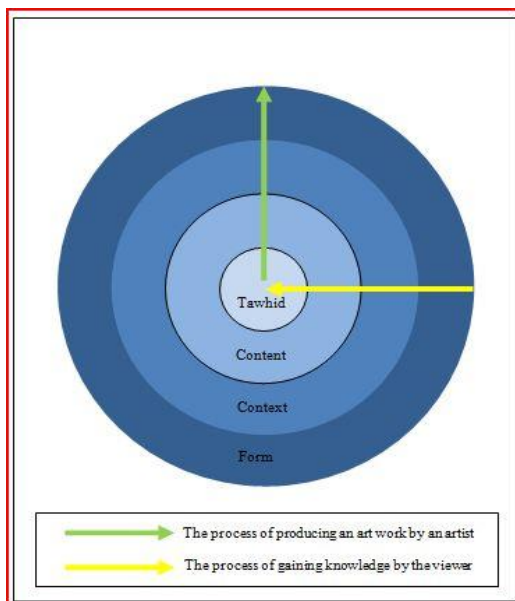 Tawhid
Content
Context
Form
The process of producing an art work by an artist
The process of gaining knowledge by the viewer